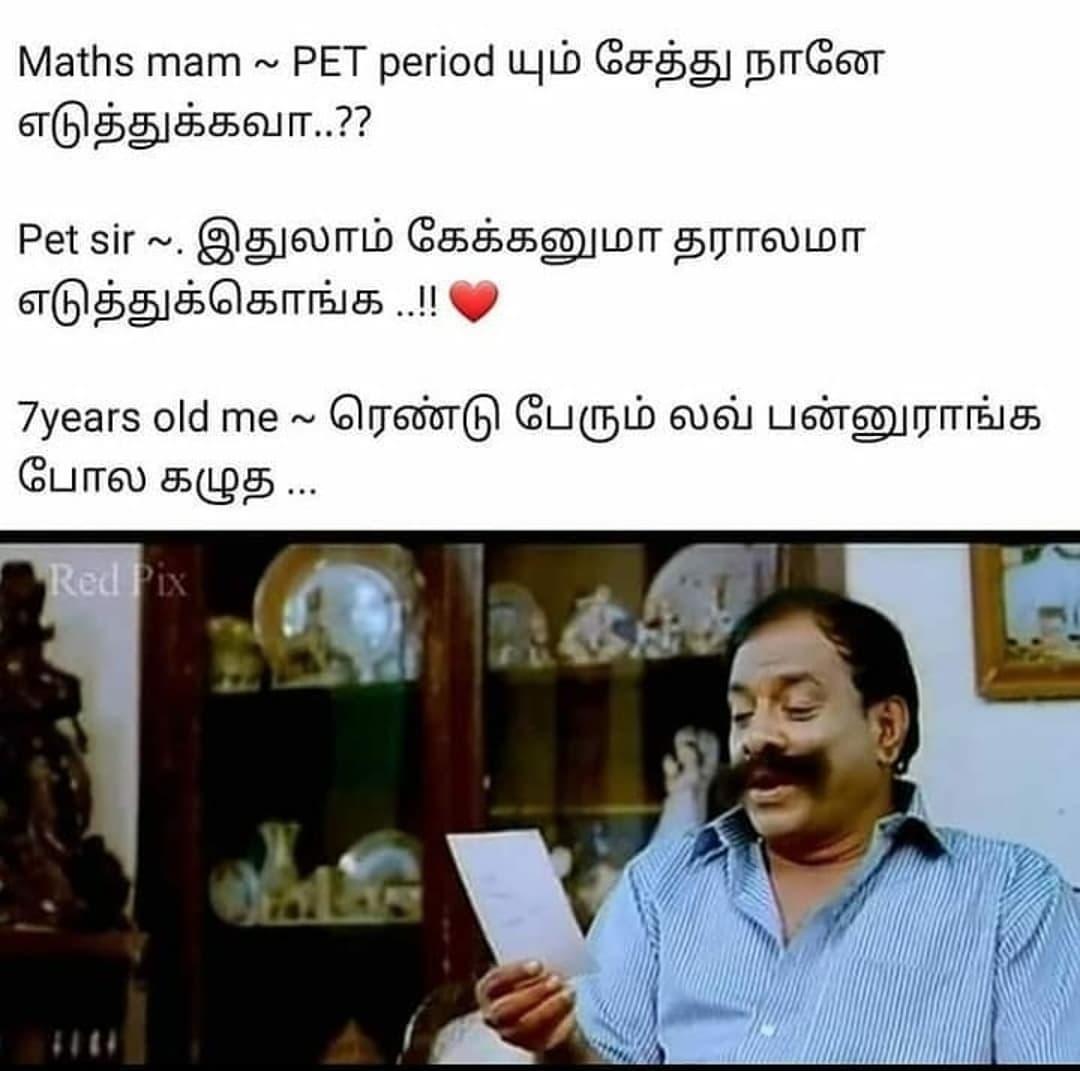 Maths mam ~ PET period யும் சேத்து நானே
எடுத்துக்கவா..??
Pet sir ~. இதுலாம் கேக்கனுமா தராலமா
எடுத்துக்கொங்க ..!! ❤️
7years old me ~ ரெண்டு பேரும் லவ் பன்னுராங்க
போல கழுத ...
Red Pix